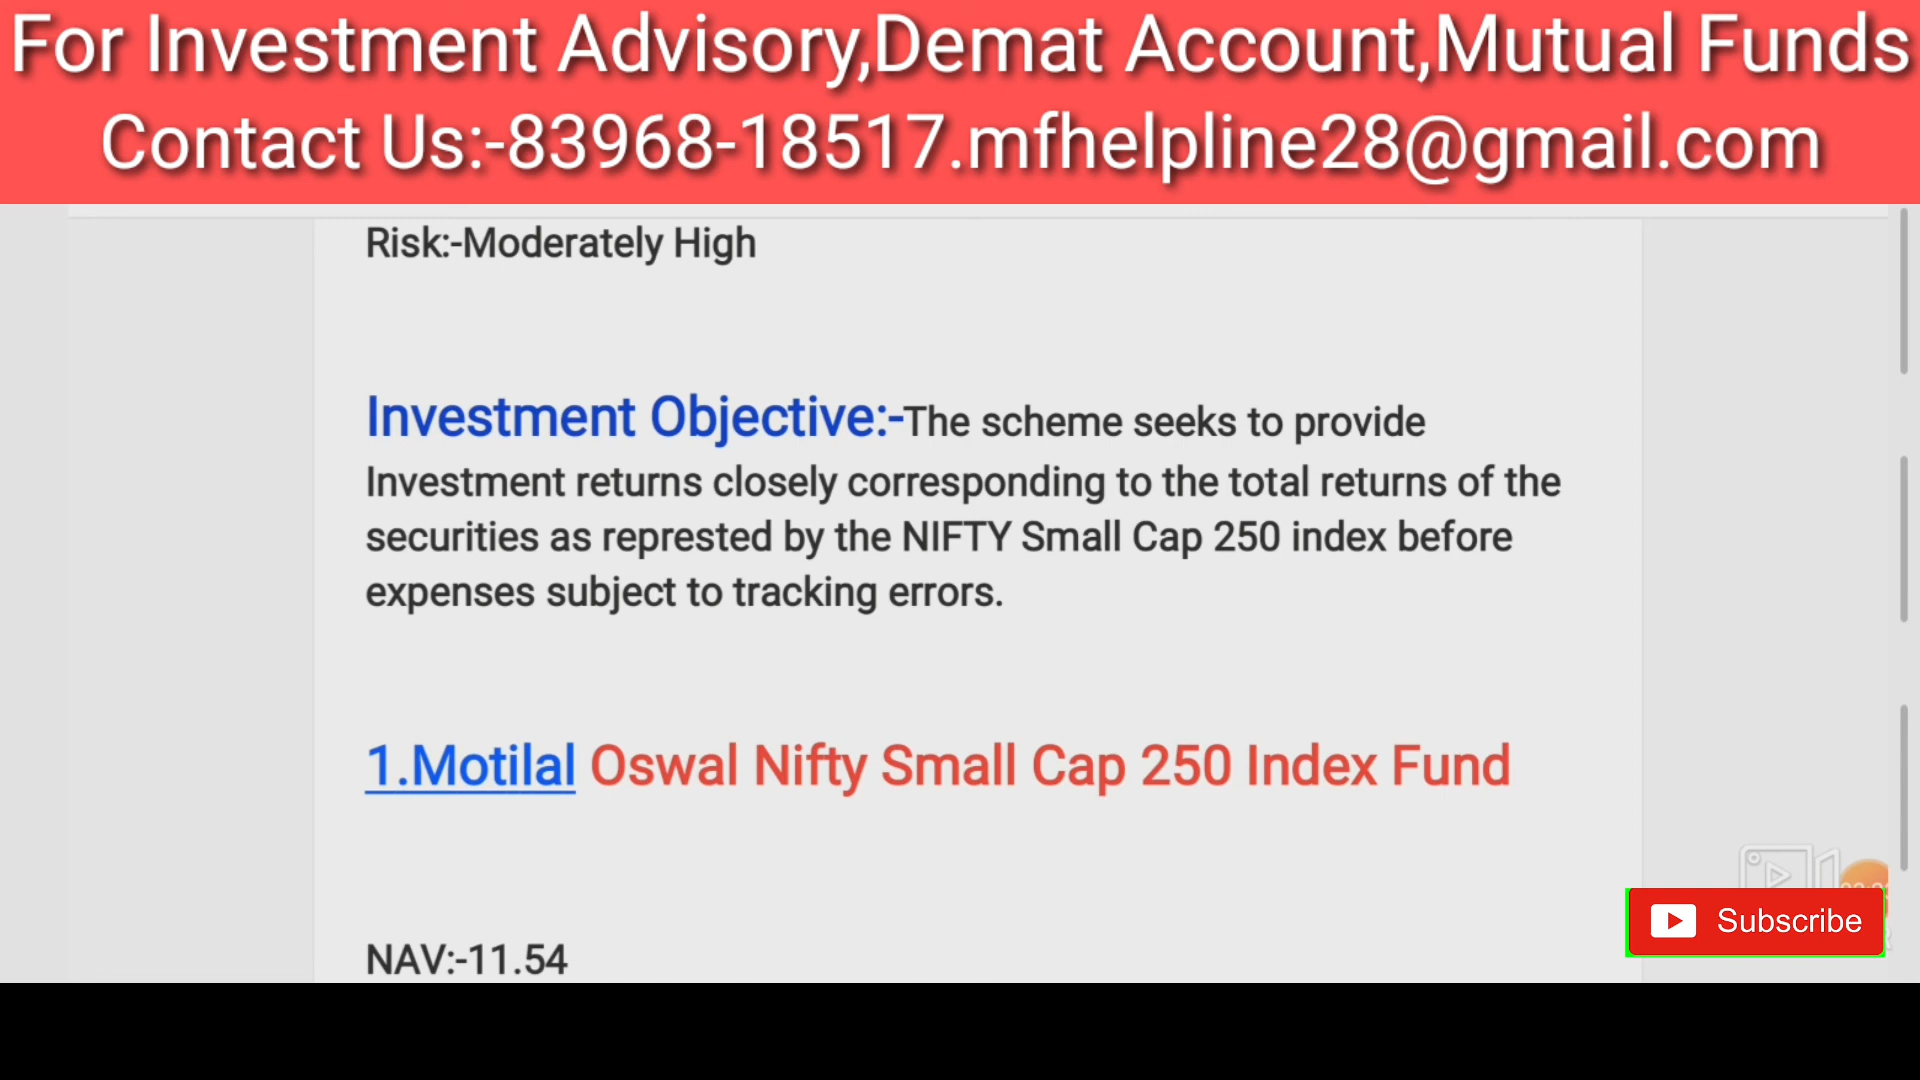 For Investment Advisory,Demat Account,Mutual Funds
Contact Us:-83968-18517.mfhelpline28@gmail.com
Risk:-Moderately High
Investment Objective:-The scheme seeks to provide
Investment returns closely corresponding to the total returns of the
securities as represted by the NIFTY Small Cap 250 index before
expenses subject to tracking errors.
1.Motilal Oswal Nifty Small Cap 250 Index Fund
Subscribe
NAV:-11.54